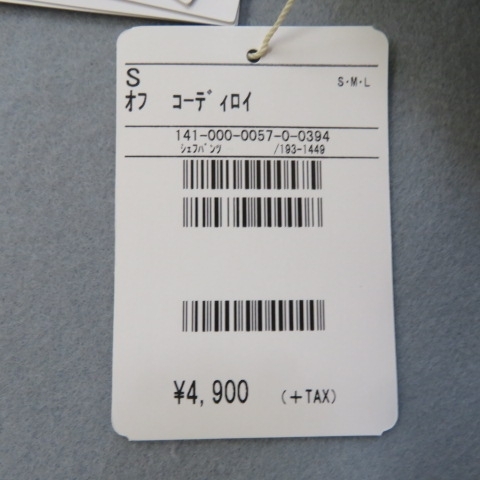 S
S・M・L
ｵﾌ ｺｰﾃﾞｨﾛｲ
141-000-0057-0-0394
ｼｪﾌﾊﾟﾝﾂ /193-1449
¥4,900 (＋TAX)